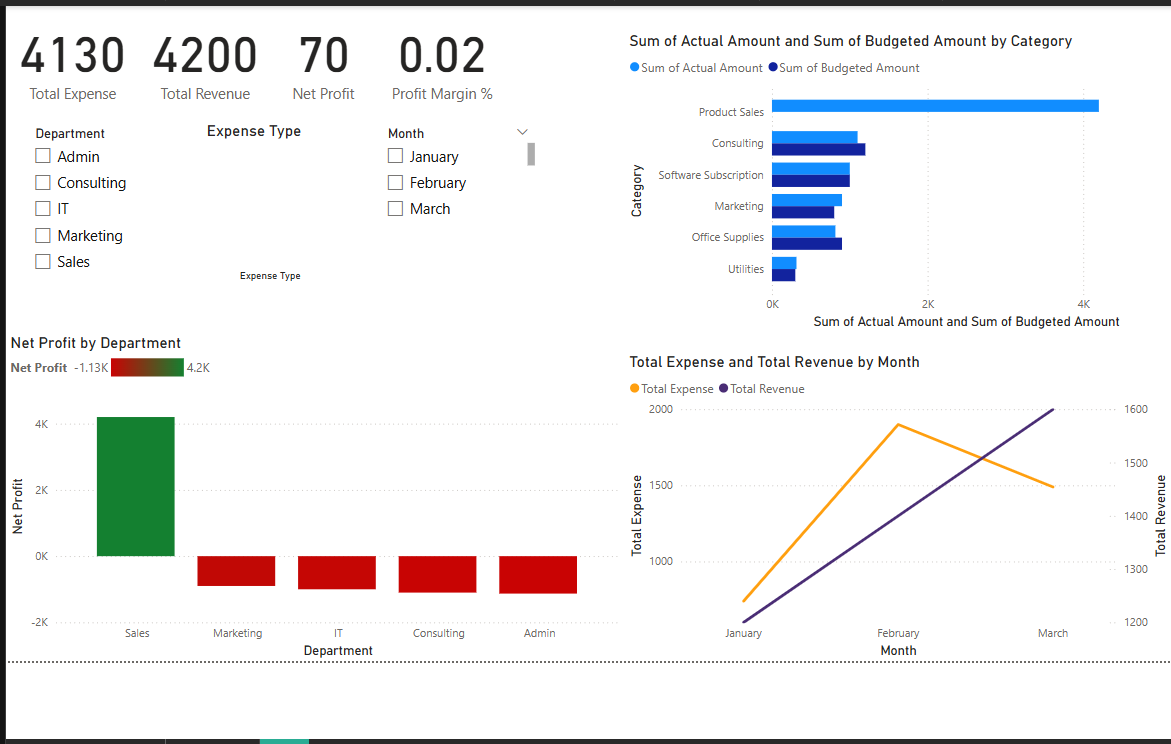 4130 4200 70 0.02
Total Expense Total Revenue Net Profit Profit Margin %
Department
Admin
Consulting
IT
Marketing
Sales
Expense Type
Expense Type
Month
January
February
March
Sum of Actual Amount and Sum of Budgeted Amount by Category
Sum of Actual Amount Sum of Budgeted Amount
Category
Product Sales
Consulting
Software Subscription
Marketing
Office Supplies
Utilities
0K 2K 4K
Sum of Actual Amount and Sum of Budgeted Amount
Net Profit by Department
Net Profit -1.13K 4.2K
Net Profit
4K
2K
0K
-2K
Sales Marketing IT Consulting Admin
Department
Total Expense and Total Revenue by Month
Total Expense Total Revenue
Total Expense
2000
1500
1000
1600
1500
1400
1300
1200
Total Revenue
January February March
Month